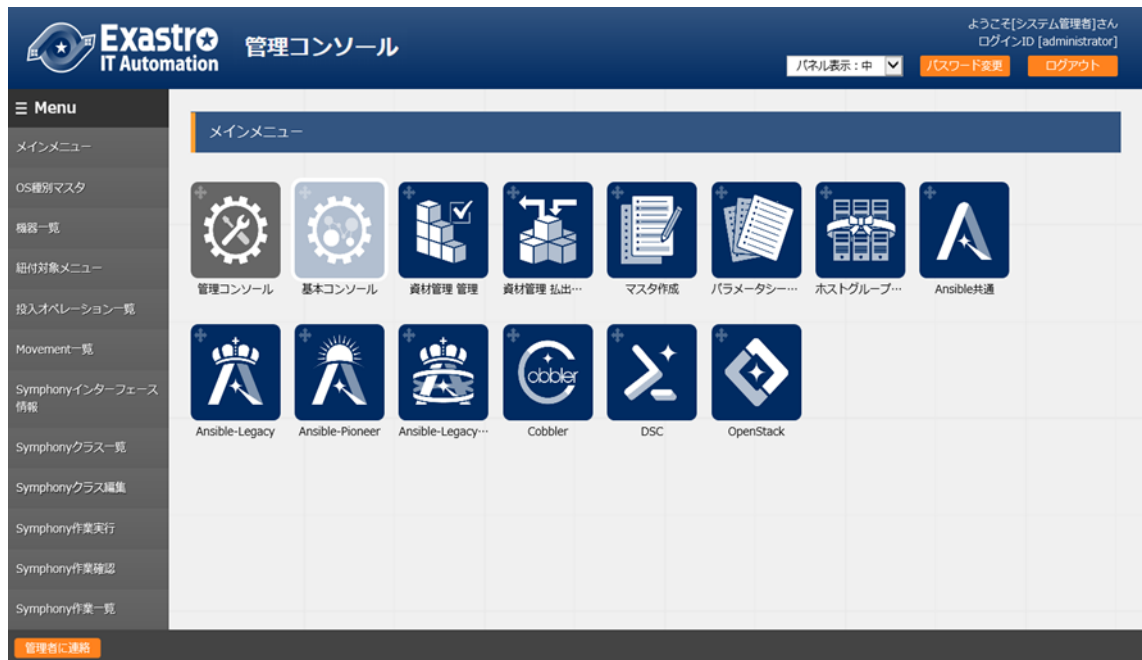 Exastro
IT Automation
管理コンソール
ようこそ[システム管理者]さん
ログインID [administrator]
パネル表示 : 中
パスワード変更
ログアウト
Menu
メインメニュー
OS種別マスタ
機器一覧
紐付対象メニュー
投入オペレーション一覧
Movement一覧
Symphonyインターフェース
情報
Symphonyクラス一覧
Symphonyクラス編集
Symphony作業実行
Symphony作業確認
Symphony作業一覧
メインメニュー
管理コンソール
基本コンソール
資材管理 管理
資材管理 払出…
マスタ作成
パラメータシー…
ホストグループ…
Ansible共通
obbler
Ansible-Legacy
Ansible-Pioneer
Ansible-Legacy…
Cobbler
DSC
OpenStack
管理者に連絡